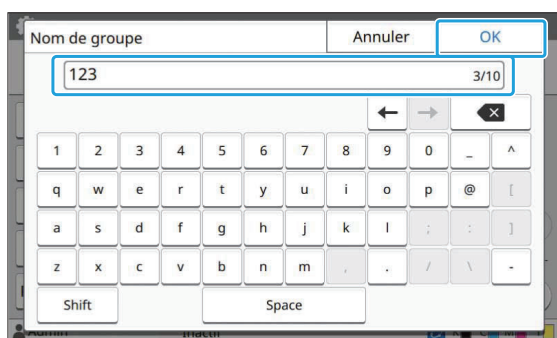 Nom de groupe Annuler OK
123 3/10
← → ×
1 2 3 4 5 6 7 8 9 0 _ ^
q w e r t y u i o p @ [
a s d f g h j k l ; : ]
z x c v b n m , . / \ -
Shift Space
Admin Inactif K C M Y